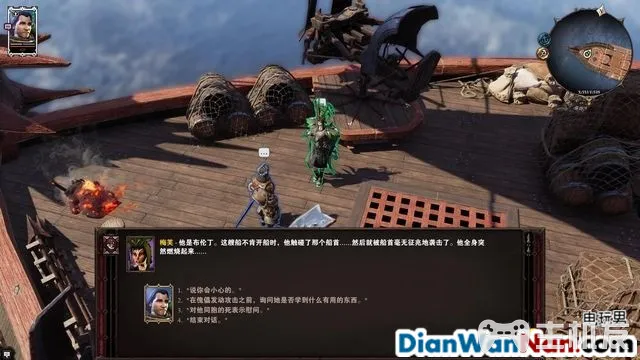 梅芙 - 他是布伦丁。这艘船不肯开船时，他触碰了那个船首......然后就被船首毫无征兆地袭击了。他全身突
然燃烧起来......
1. "说你会小心的。"
2. "在傀儡发动攻击之前，询问她是否学到什么有用的东西。"
3. "对他同胞的死表示慰问。"
4. "结束对话。"
电玩男
DianWanNan.com